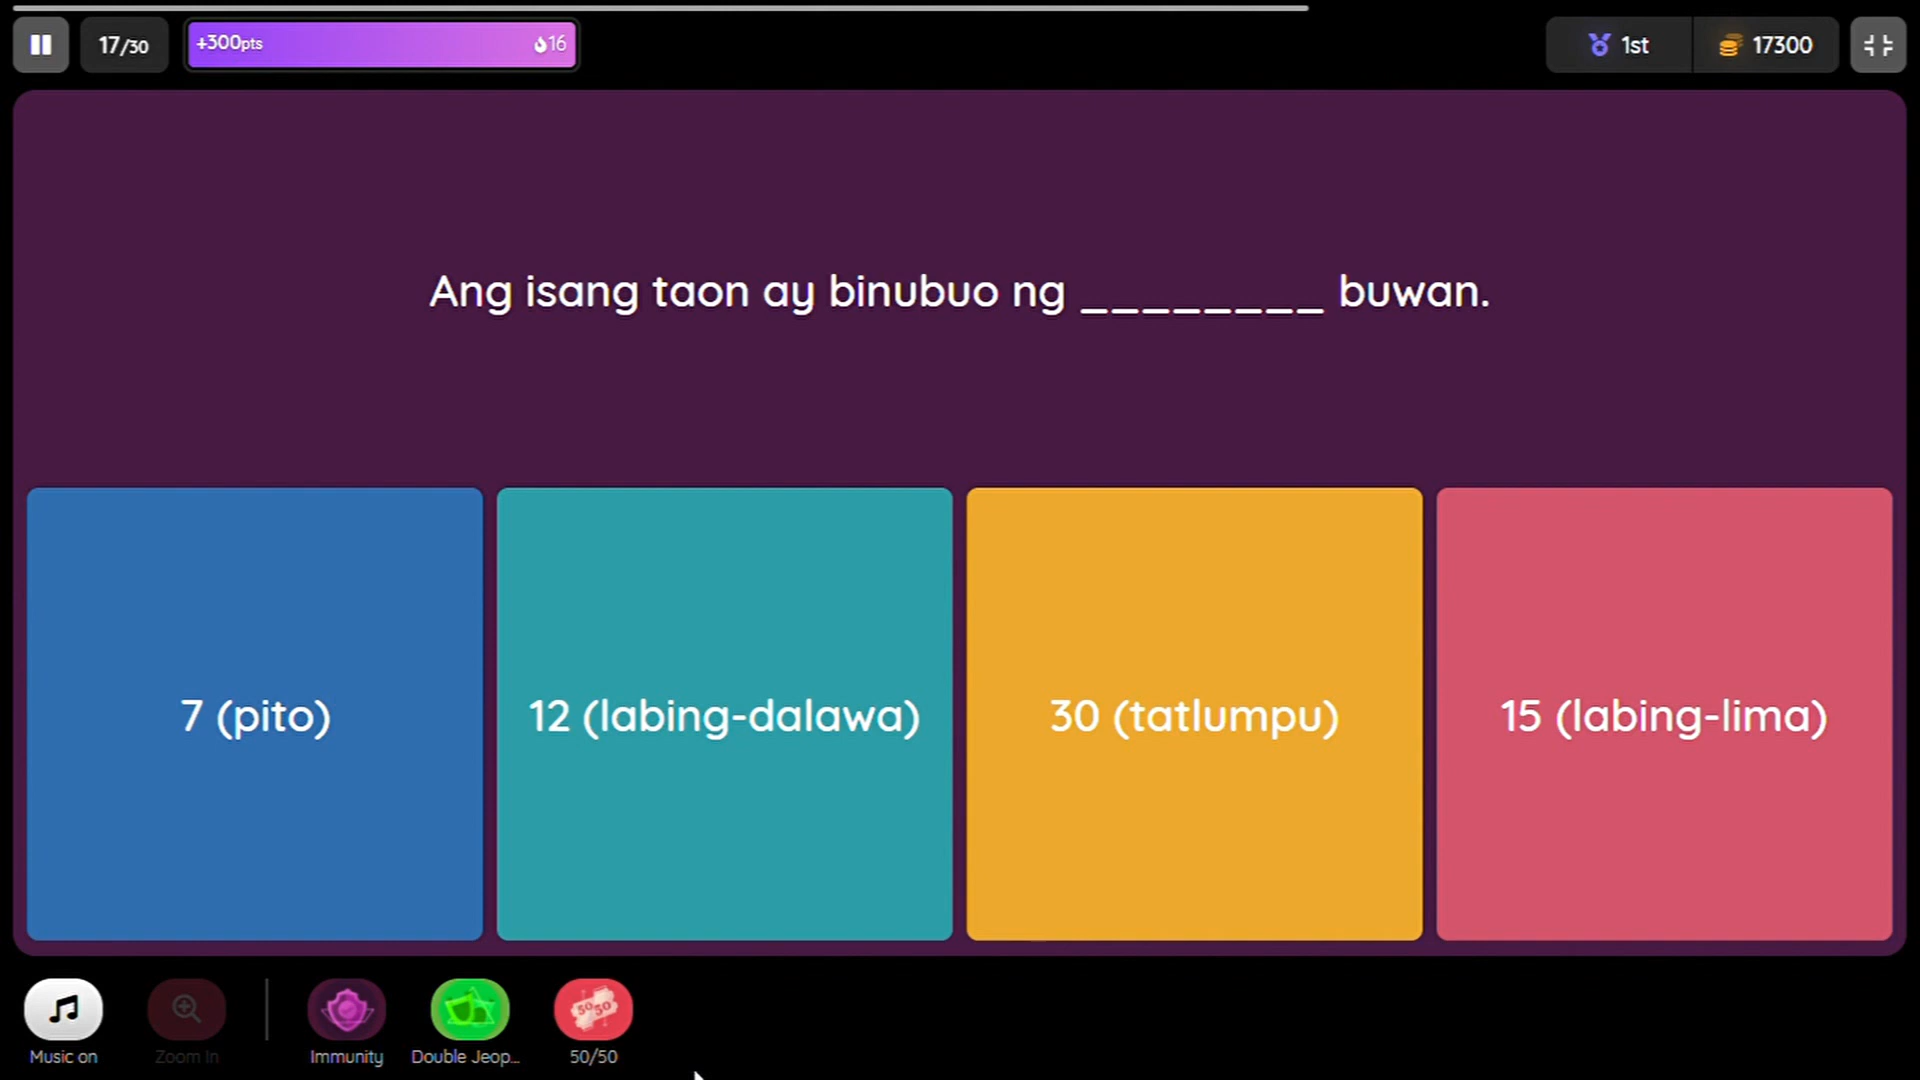 17/30
+300pts
16
1st
17300
Ang isang taon ay binubuo ng ________ buwan.
7 (pito)
12 (labing-dalawa)
30 (tatlumpu)
15 (labing-lima)
Music on
Zoom In
Immunity
Double Jeop...
50/50